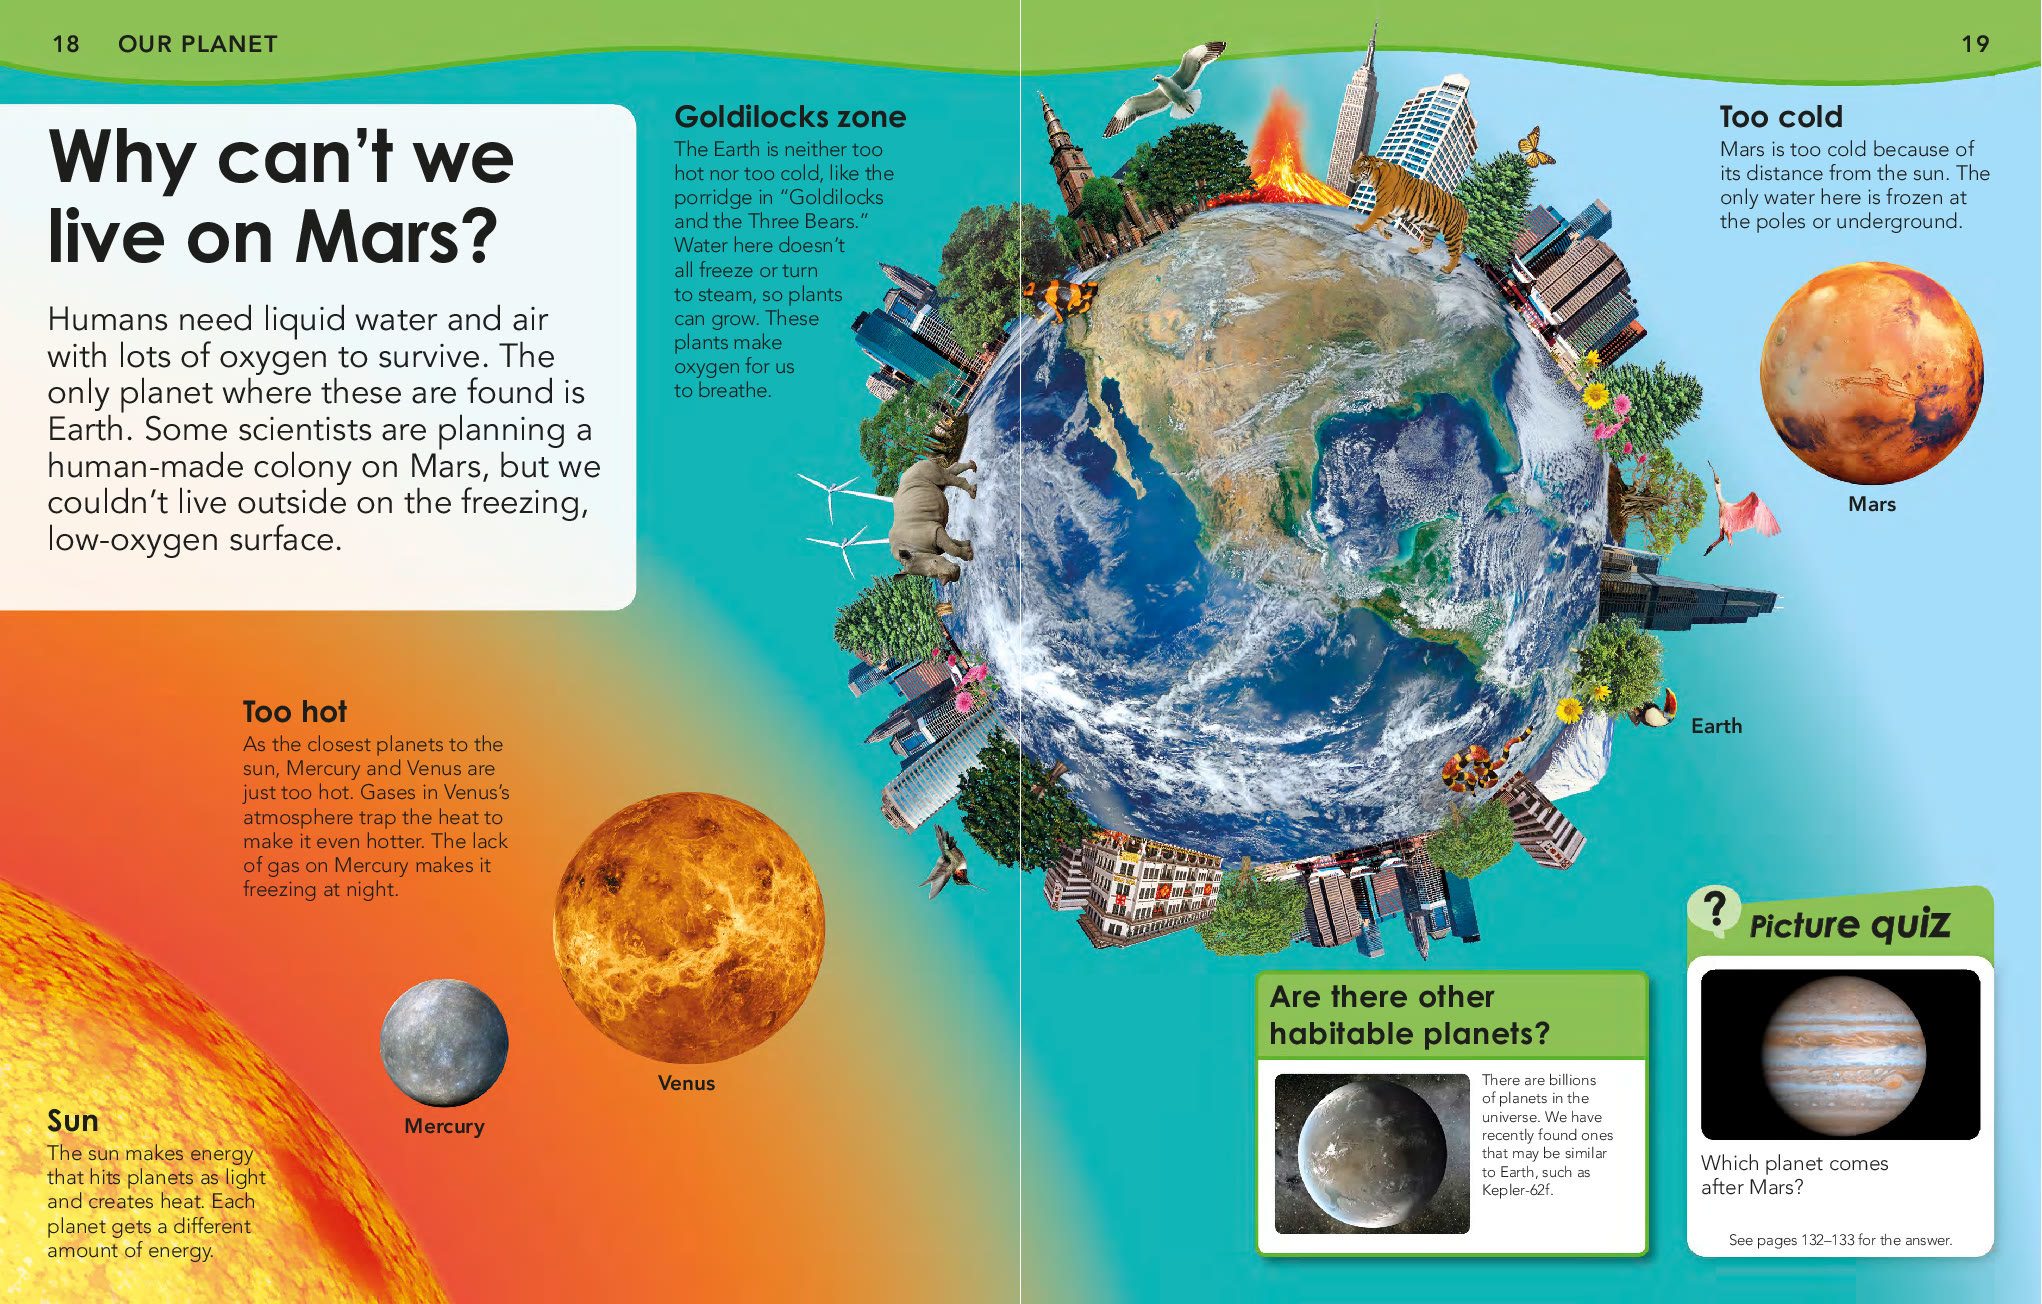 18 OUR PLANET
19
Why can't we
live on Mars?
Humans need liquid water and air
with lots of oxygen to survive. The
only planet where these are found is
Earth. Some scientists are planning a
human-made colony on Mars, but we
couldn't live outside on the freezing,
low-oxygen surface.
Goldilocks zone
The Earth is neither too
hot nor too cold, like the
porridge in “Goldilocks
and the Three Bears.”
Water here doesn't
all freeze or turn
to steam, so plants
can grow. These
plants make
oxygen for us
to breathe.
Too cold
Mars is too cold because of
its distance from the sun. The
only water here is frozen at
the poles or underground.
Mars
Earth
Too hot
As the closest planets to the
sun, Mercury and Venus are
just too hot. Gases in Venus's
atmosphere trap the heat to
make it even hotter. The lack
of gas on Mercury makes it
freezing at night.
Venus
Mercury
Sun
The sun makes energy
that hits planets as light
and creates heat. Each
planet gets a different
amount of energy.
Are there other
habitable planets?
There are billions
of planets in the
universe. We have
recently found ones
that may be similar
to Earth, such as
Kepler-62f.
? Picture quiz
Which planet comes
after Mars?
See pages 132–133 for the answer.